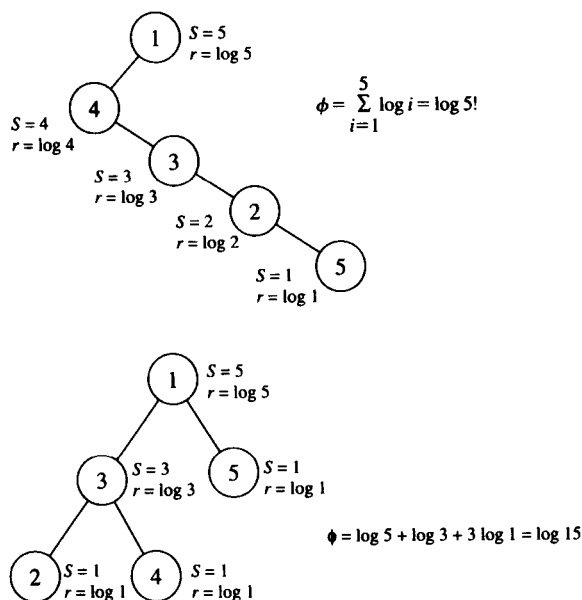 1
S = 5
r = log 5
4
S = 4
r = log 4
ϕ = 5 Σ i=1 log i = log 5!
3
S = 3
r = log 3
2
S = 2
r = log 2
5
S = 1
r = log 1
1
S = 5
r = log 5
3
S = 3
r = log 3
5
S = 1
r = log 1
ϕ = log 5 + log 3 + 3 log 1 = log 15
2
S = 1
r = log 1
4
S = 1
r = log 1